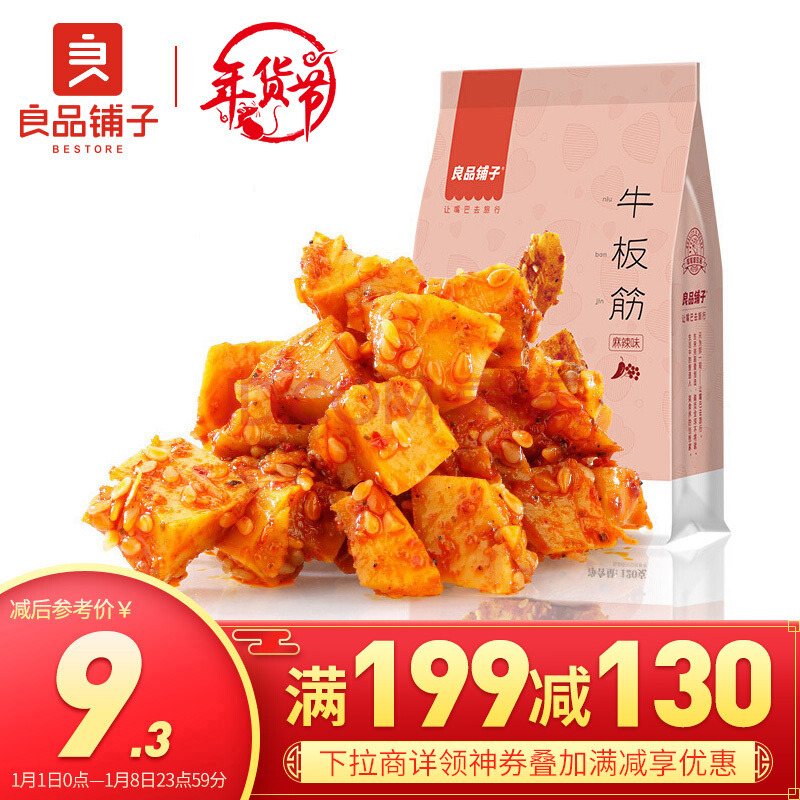 良品铺子
BESTORE
年货节
良品铺子
让嘴巴去旅行
niu
牛
ban
板
jin
筋
麻辣味
良品铺子
让嘴巴去旅行
减后参考价￥
9.3
1月1日0点—1月8日23点59分
满199减130
下拉商详领神券叠加满减享优惠